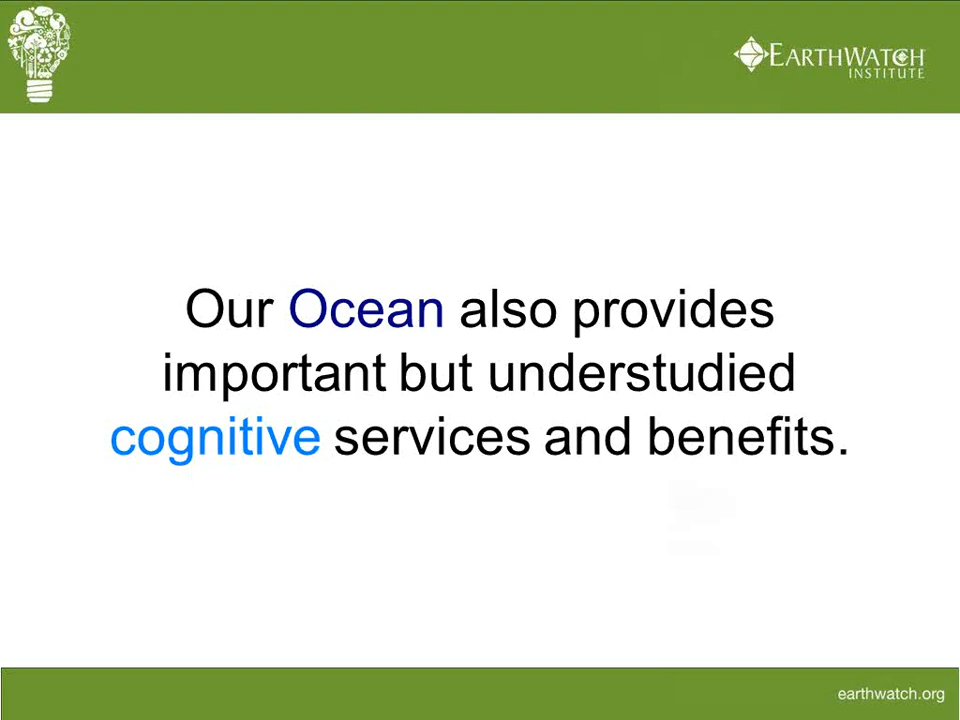 EARTHWATCH
INSTITUTE
Our Ocean also provides
important but understudied
cognitive services and benefits.
earthwatch.org